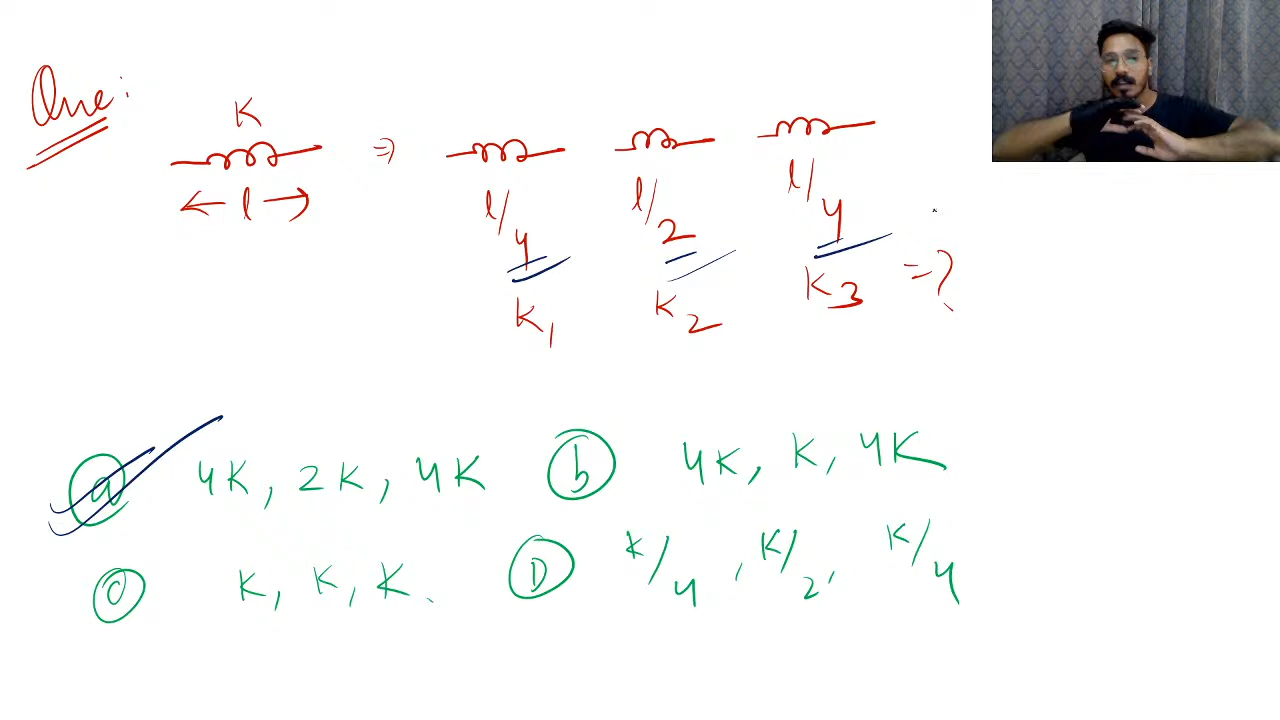 Que:
K
← l → ⇒ l/4 l/2 l/4
K1 K2 K3 = ?
(a) 4K, 2K, 4K (b) 4K, K, 4K
(c) K, K, K. (D) K/4, K/2, K/4